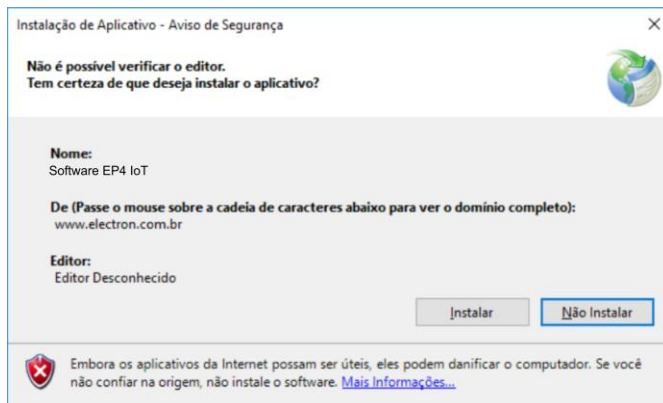 Instalação de Aplicativo - Aviso de Segurança
Não é possível verificar o editor.
Tem certeza de que deseja instalar o aplicativo?
Nome:
Software EP4 IoT
De (Passe o mouse sobre a cadeia de caracteres abaixo para ver o domínio completo):
www.electron.com.br
Editor:
Editor Desconhecido
Instalar
Não Instalar
Embora os aplicativos da Internet possam ser úteis, eles podem danificar o computador. Se você
não confiar na origem, não instale o software. Mais Informações...